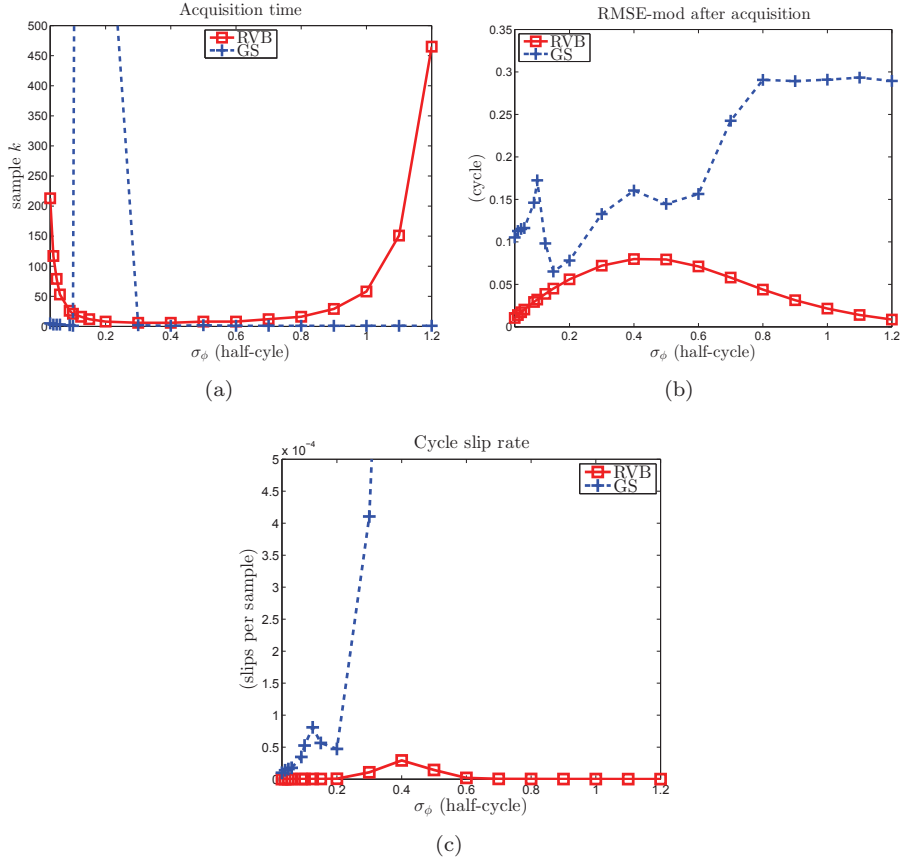 Acquisition time
500
450
400
350
300
250
200
150
100
50
0
sample k
RVB
GS
0.2 0.4 0.6 0.8 1 1.2
σϕ (half-cyle)
(a)
RMSE-mod after acquisition
0.35
0.3
0.25
0.2
0.15
0.1
0.05
0
(cycle)
RVB
GS
0.2 0.4 0.6 0.8 1 1.2
σϕ (half-cycle)
(b)
Cycle slip rate
x 10⁻⁴
5
4.5
4
3.5
3
2.5
2
1.5
1
0.5
0
(slips per sample)
RVB
GS
0.2 0.4 0.6 0.8 1 1.2
σϕ (half-cycle)
(c)